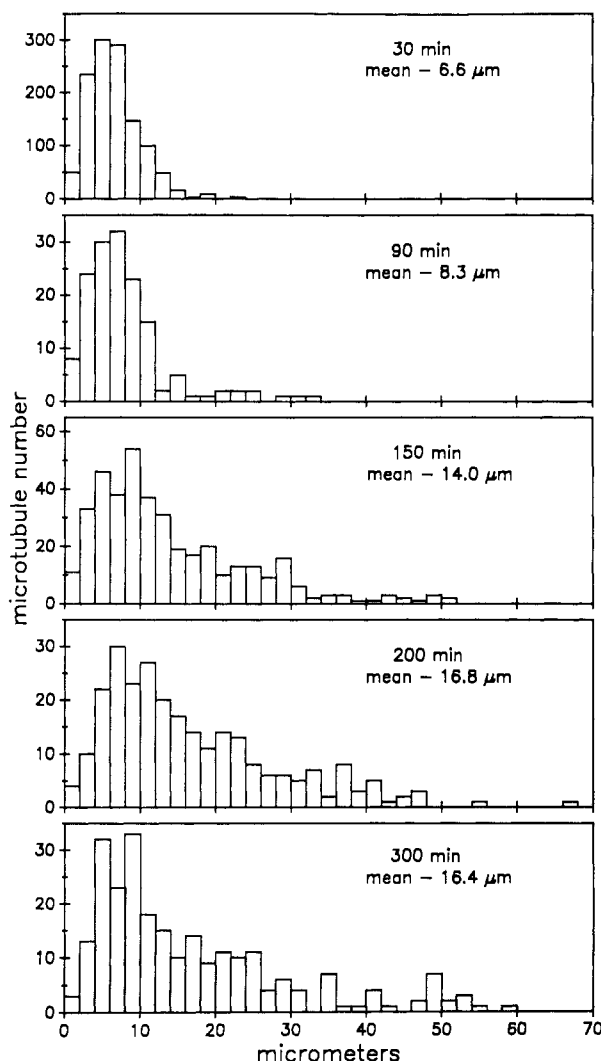 300
200
100
0
30 min
mean – 6.6 μm
30
20
10
0
90 min
mean – 8.3 μm
microtubule number
60
40
20
0
150 min
mean – 14.0 μm
30
20
10
0
200 min
mean – 16.8 μm
30
20
10
0
300 min
mean – 16.4 μm
0 10 20 30 40 50 60 70
micrometers